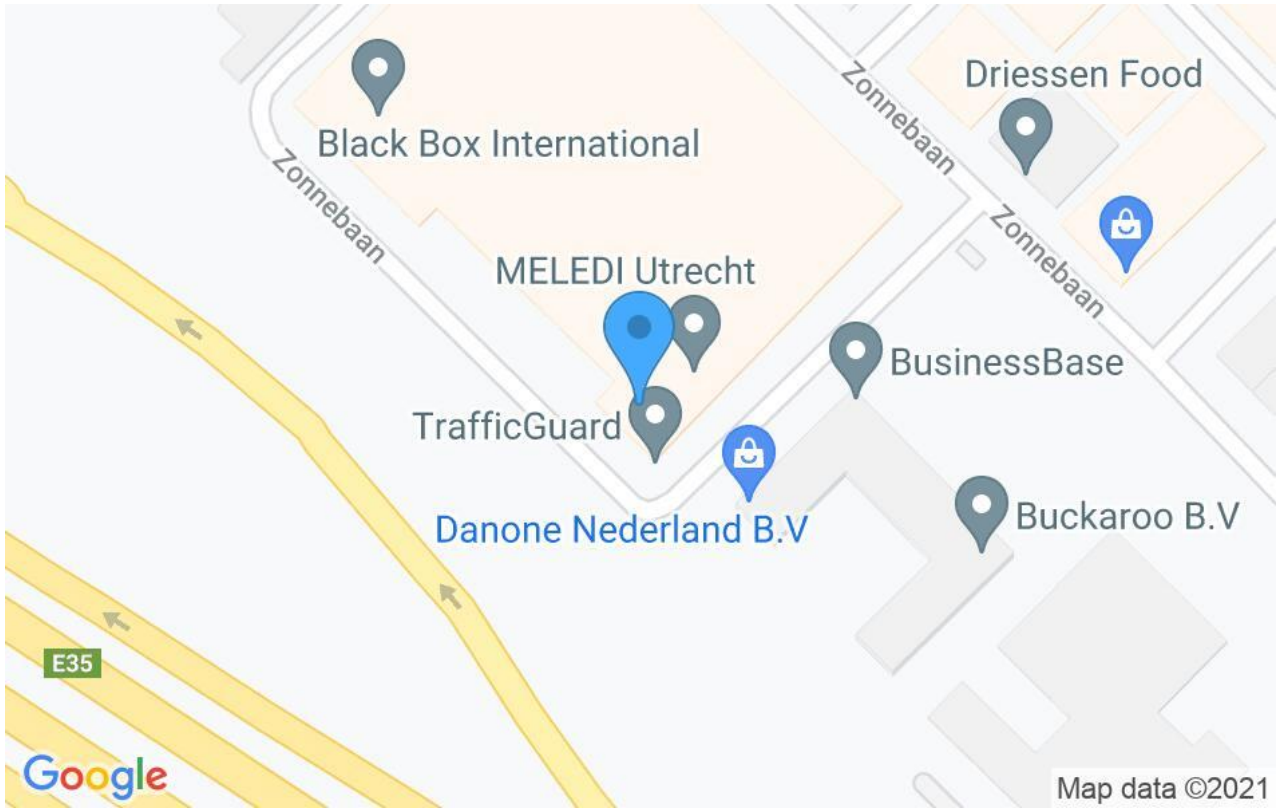 Zonnebaan
Driessen Food
Black Box International
Zonnebaan
Zonnebaan
MELEDI Utrecht
BusinessBase
TrafficGuard
Danone Nederland B.V
Buckaroo B.V
E35
Google
Map data ©2021